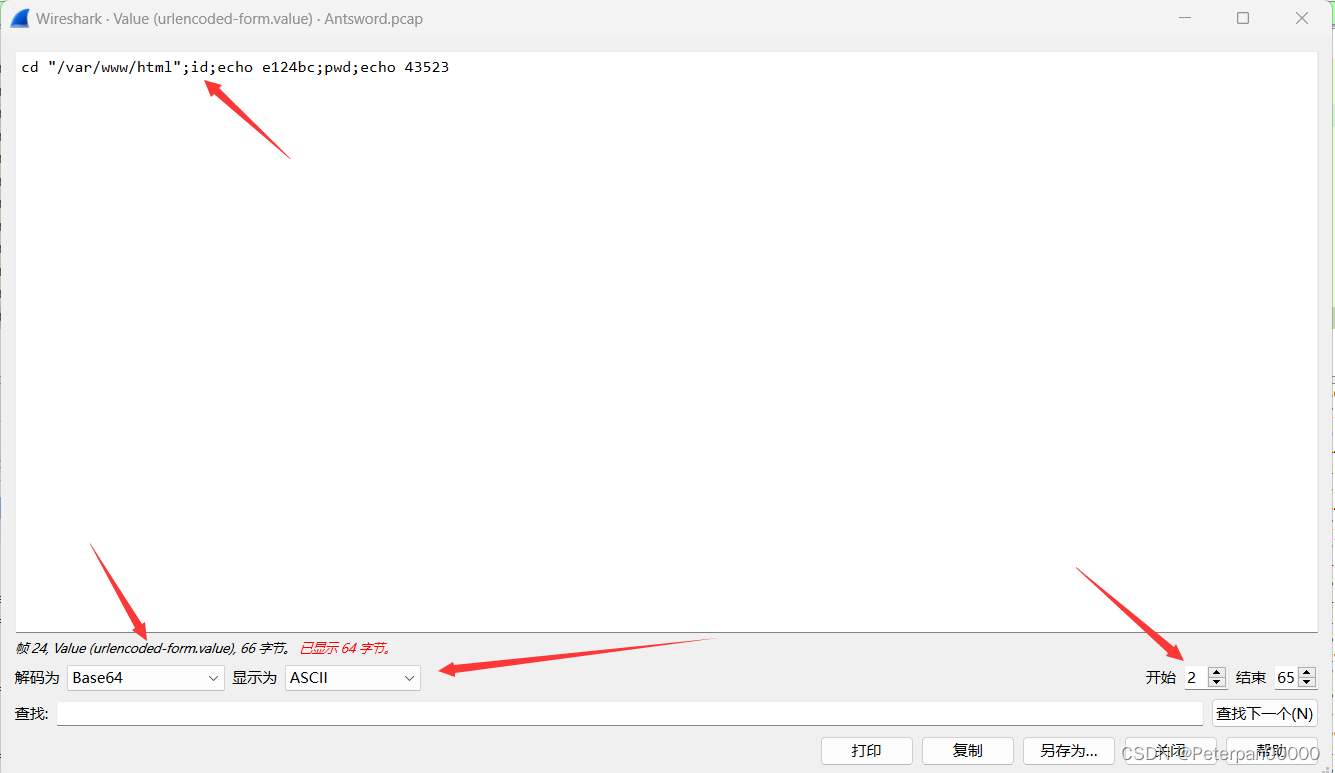 Wireshark · Value (urlencoded-form.value) · Antsword.pcap
cd "/var/www/html";id;echo e124bc;pwd;echo 43523
帧 24, Value (urlencoded-form.value), 66 字节。 已显示 64 字节。
解码为 Base64 显示为 ASCII 开始 2 结束 65
查找: 查找下一个(N)
打印 复制 另存为... 关闭 帮助
CSDN @Peterpan00000